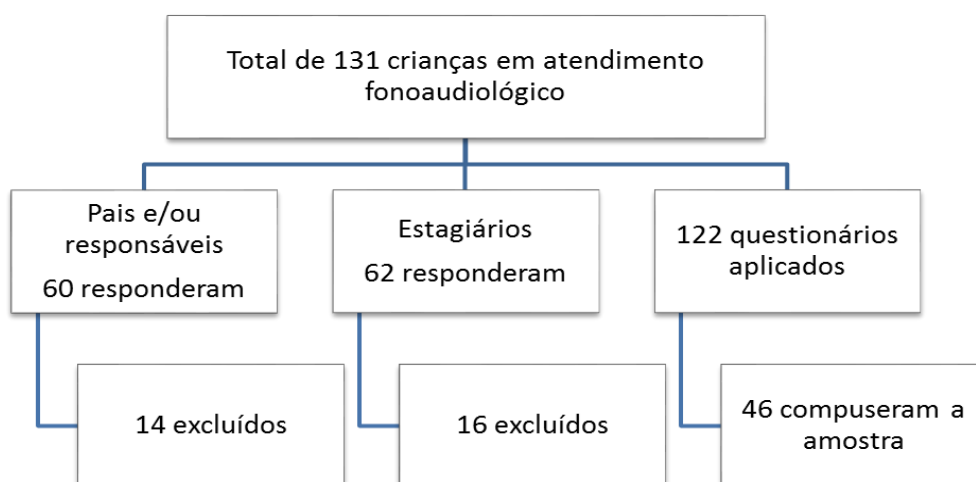 Total de 131 crianças em atendimento
fonoaudiológico
Pais e/ou
responsáveis
60 responderam
Estagiários
62 responderam
122 questionários
aplicados
14 excluídos
16 excluídos
46 compuseram a
amostra